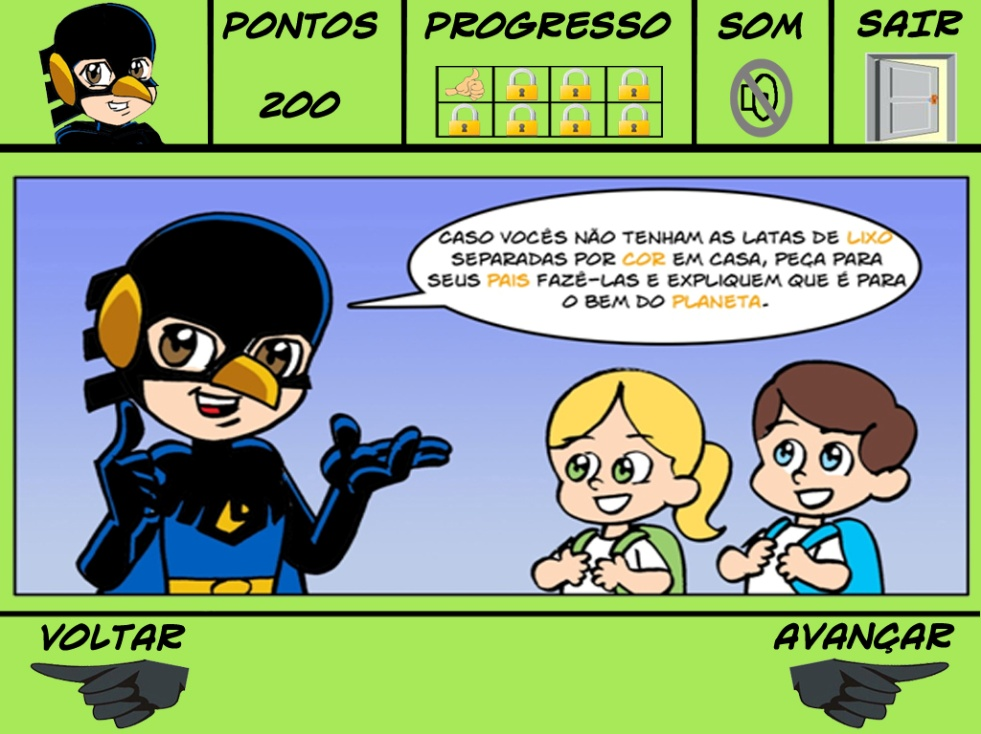 PONTOS
200
PROGRESSO
SOM
SAIR
CASO VOCÊS NÃO TENHAM AS LATAS DE LIXO
SEPARADAS POR COR EM CASA, PEÇA PARA
SEUS PAIS FAZÊ-LAS E EXPLIQUEM QUE É PARA
O BEM DO PLANETA.
VOLTAR
AVANÇAR